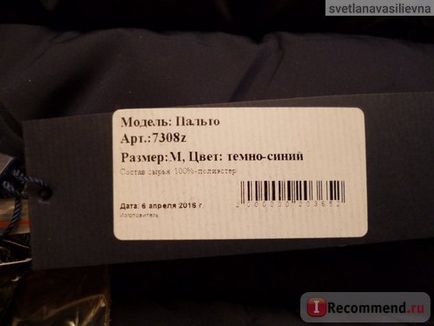 svetlanavasilievna
Модель: Пальто
Арт.:7308z
Размер:М, Цвет: темно-синий
Состав сырья 100%-полиэстер
Дата: 6 апреля 2016 г.
Изготовитель
iRecommend.ru